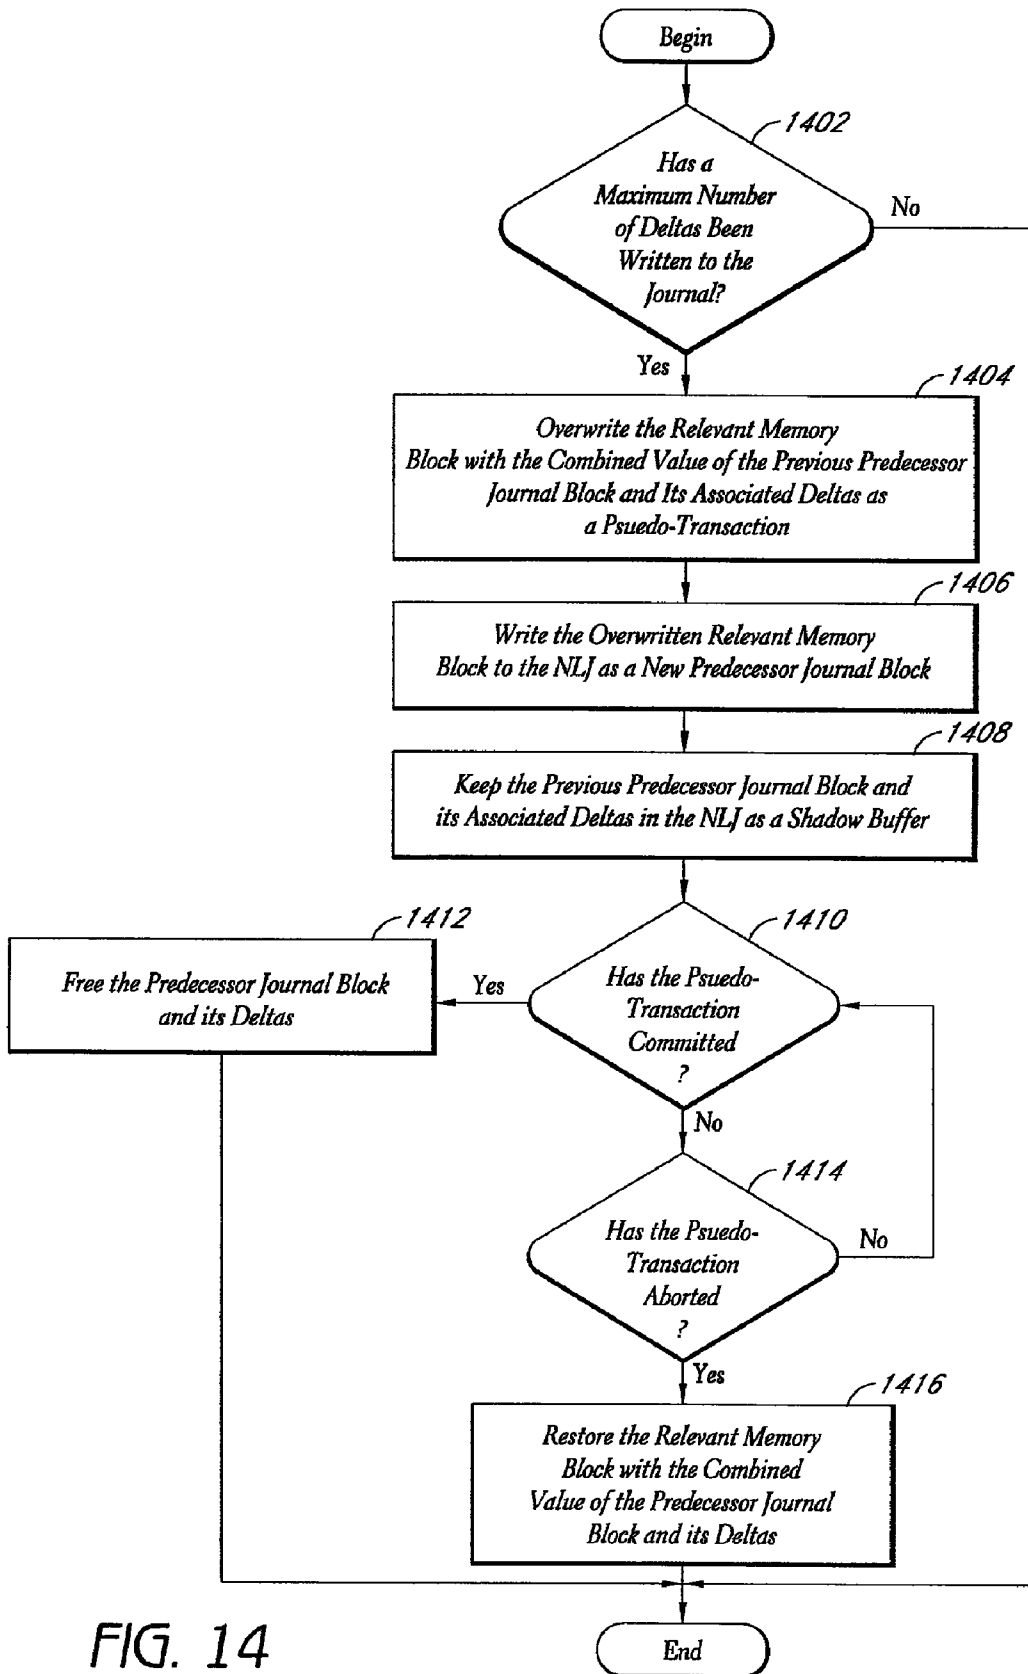 Begin
1402
Has a
Maximum Number
of Deltas Been
Written to the
Journal?
No
Yes
1404
Overwrite the Relevant Memory
Block with the Combined Value of the Previous Predecessor
Journal Block and Its Associated Deltas as
a Psuedo-Transaction
1406
Write the Overwritten Relevant Memory
Block to the NLJ as a New Predecessor Journal Block
1408
Keep the Previous Predecessor Journal Block and
its Associated Deltas in the NLJ as a Shadow Buffer
1412
Free the Predecessor Journal Block
and its Deltas
Yes
1410
Has the Psuedo-
Transaction
Committed
?
No
1414
Has the Psuedo-
Transaction
Aborted
?
No
Yes
1416
Restore the Relevant Memory
Block with the Combined
Value of the Predecessor Journal
Block and its Deltas
End
FIG. 14